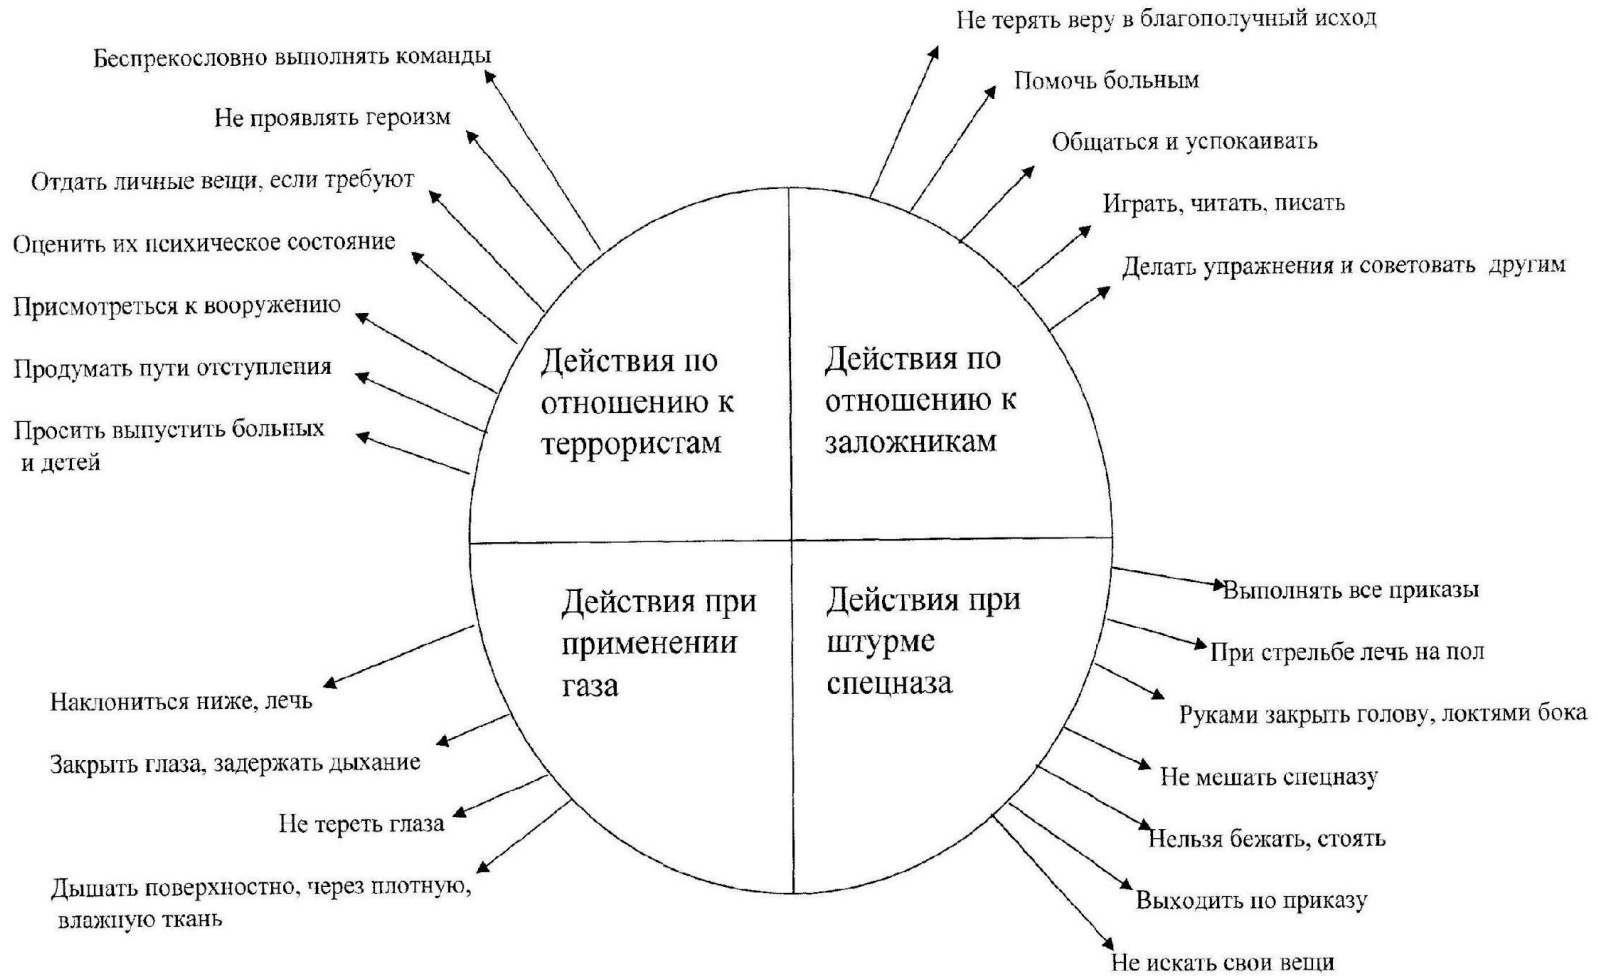 Беспрекословно выполнять команды
Не проявлять героизм
Отдать личные вещи, если требуют
Оценить их психическое состояние
Присмотреться к вооружению
Продумать пути отступления
Просить выпустить больных
и детей
Действия по
отношению к
террористам
Не терять веру в благополучный исход
Помочь больным
Общаться и успокаивать
Играть, читать, писать
Делать упражнения и советовать другим
Действия по
отношению к
заложникам
Действия при
применении
газа
Наклониться ниже, лечь
Закрыть глаза, задержать дыхание
Не тереть глаза
Дышать поверхностно, через плотную,
влажную ткань
Действия при
штурме
спецназа
Выполнять все приказы
При стрельбе лечь на пол
Руками закрыть голову, локтями бока
Не мешать спецназу
Нельзя бежать, стоять
Выходить по приказу
Не искать свои вещи